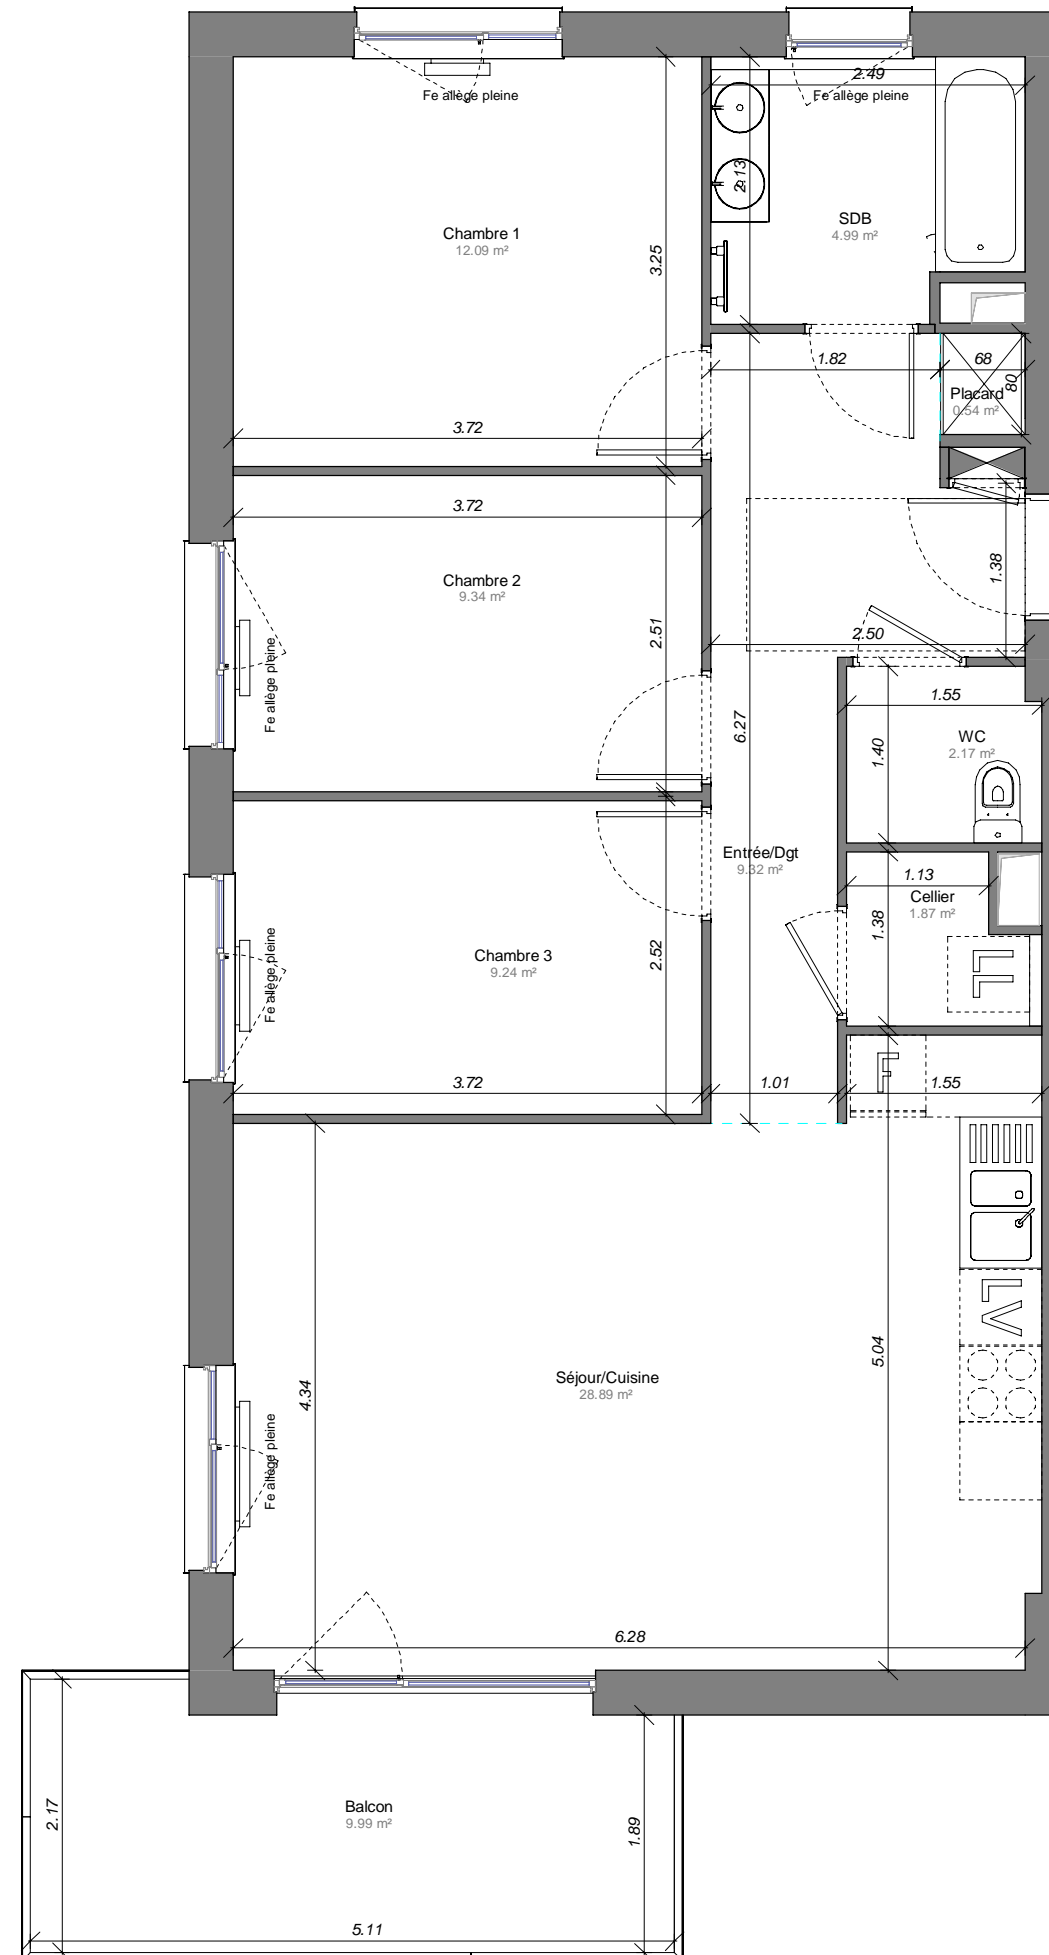 2.49
Fe allège pleine
Fe allège pleine
2.13
SDB
4.99 m²
Chambre 1
12.09 m²
3.25
1.82
68
80
Placard
0.54 m²
3.72
3.72
Chambre 2
9.34 m²
2.51
1.38
2.50
Fe allège pleine
1.55
6.27
WC
2.17 m²
1.40
Entrée/Dgt
9.32 m²
1.13
Cellier
1.87 m²
1.38
Chambre 3
9.24 m²
2.52
Fe allège pleine
LL
F
3.72
1.01
1.55
LV
5.04
Séjour/Cuisine
28.89 m²
4.34
Fe allège pleine
6.28
Balcon
9.99 m²
2.17
1.89
5.11